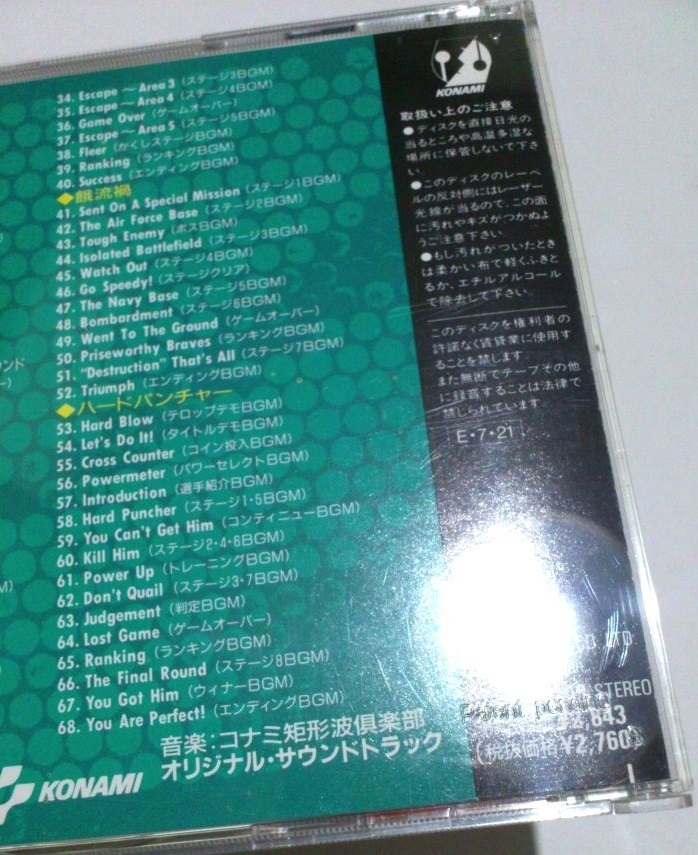 34. Escape ～ Area 3 (ステージ3BGM)
35. Escape ～ Area 4 (ステージ4BGM)
36. Game Over (ゲームオーバー)
37. Escape ～ Area 5 (ステージ5BGM)
38. Fleer (かくしステージBGM)
39. Ranking (ランキングBGM)
40. Success (エンディングBGM)
◆餓流禍
41. Sent On A Special Mission (ステージ1BGM)
42. The Air Force Base (ステージ2BGM)
43. Tough Enemy (ボスBGM)
44. Isolated Battlefield (ステージ3BGM)
45. Watch Out (ステージ4BGM)
46. Go Speedy! (ステージクリア)
47. The Navy Base (ステージ5BGM)
48. Bombardment (ステージ6BGM)
49. Went To The Ground (ゲームオーバー)
50. Priseworthy Braves (ランキングBGM)
51. "Destruction" That's All (ステージ7BGM)
52. Triumph (エンディングBGM)
◆ハードパンチャー
53. Hard Blow (テロップデモBGM)
54. Let's Do It! (タイトルデモBGM)
55. Cross Counter (コイン投入BGM)
56. Powermeter (パワーセレクトBGM)
57. Introduction (選手紹介BGM)
58. Hard Puncher (ステージ1・5BGM)
59. You Can't Get Him (コンティニューBGM)
60. Kill Him (ステージ2・4・6BGM)
61. Power Up (トレーニングBGM)
62. Don't Quail (ステージ3・7BGM)
63. Judgement (判定BGM)
64. Lost Game (ゲームオーバー)
65. Ranking (ランキングBGM)
66. The Final Round (ステージ8BGM)
67. You Got Him (ウィナーBGM)
68. You Are Perfect! (エンディングBGM)
音楽:コナミ矩形波倶楽部
オリジナル・サウンドトラック
KONAMI
KONAMI
取扱い上のご注意
●ディスクを直接日光の
当るところや高温多湿な
場所に保管しないで下さ
い.
●このディスクのレーベ
ルの反対側にはレーザー
光線が当るので、この面
に汚れやキズがつかぬよ
うご注意下さい.
●もし汚れがついたとき
は柔かい布で軽くふきと
るか、エチルアルコール
で除去して下さい.
このディスクを権利者の
許諾なく賃貸業に使用す
ることを禁じます.
また無断でテープその他
に録音することは法律で
禁じられています.
E・7・21
CO., LTD.
STEREO
¥2,843
(税抜価格¥2,760)